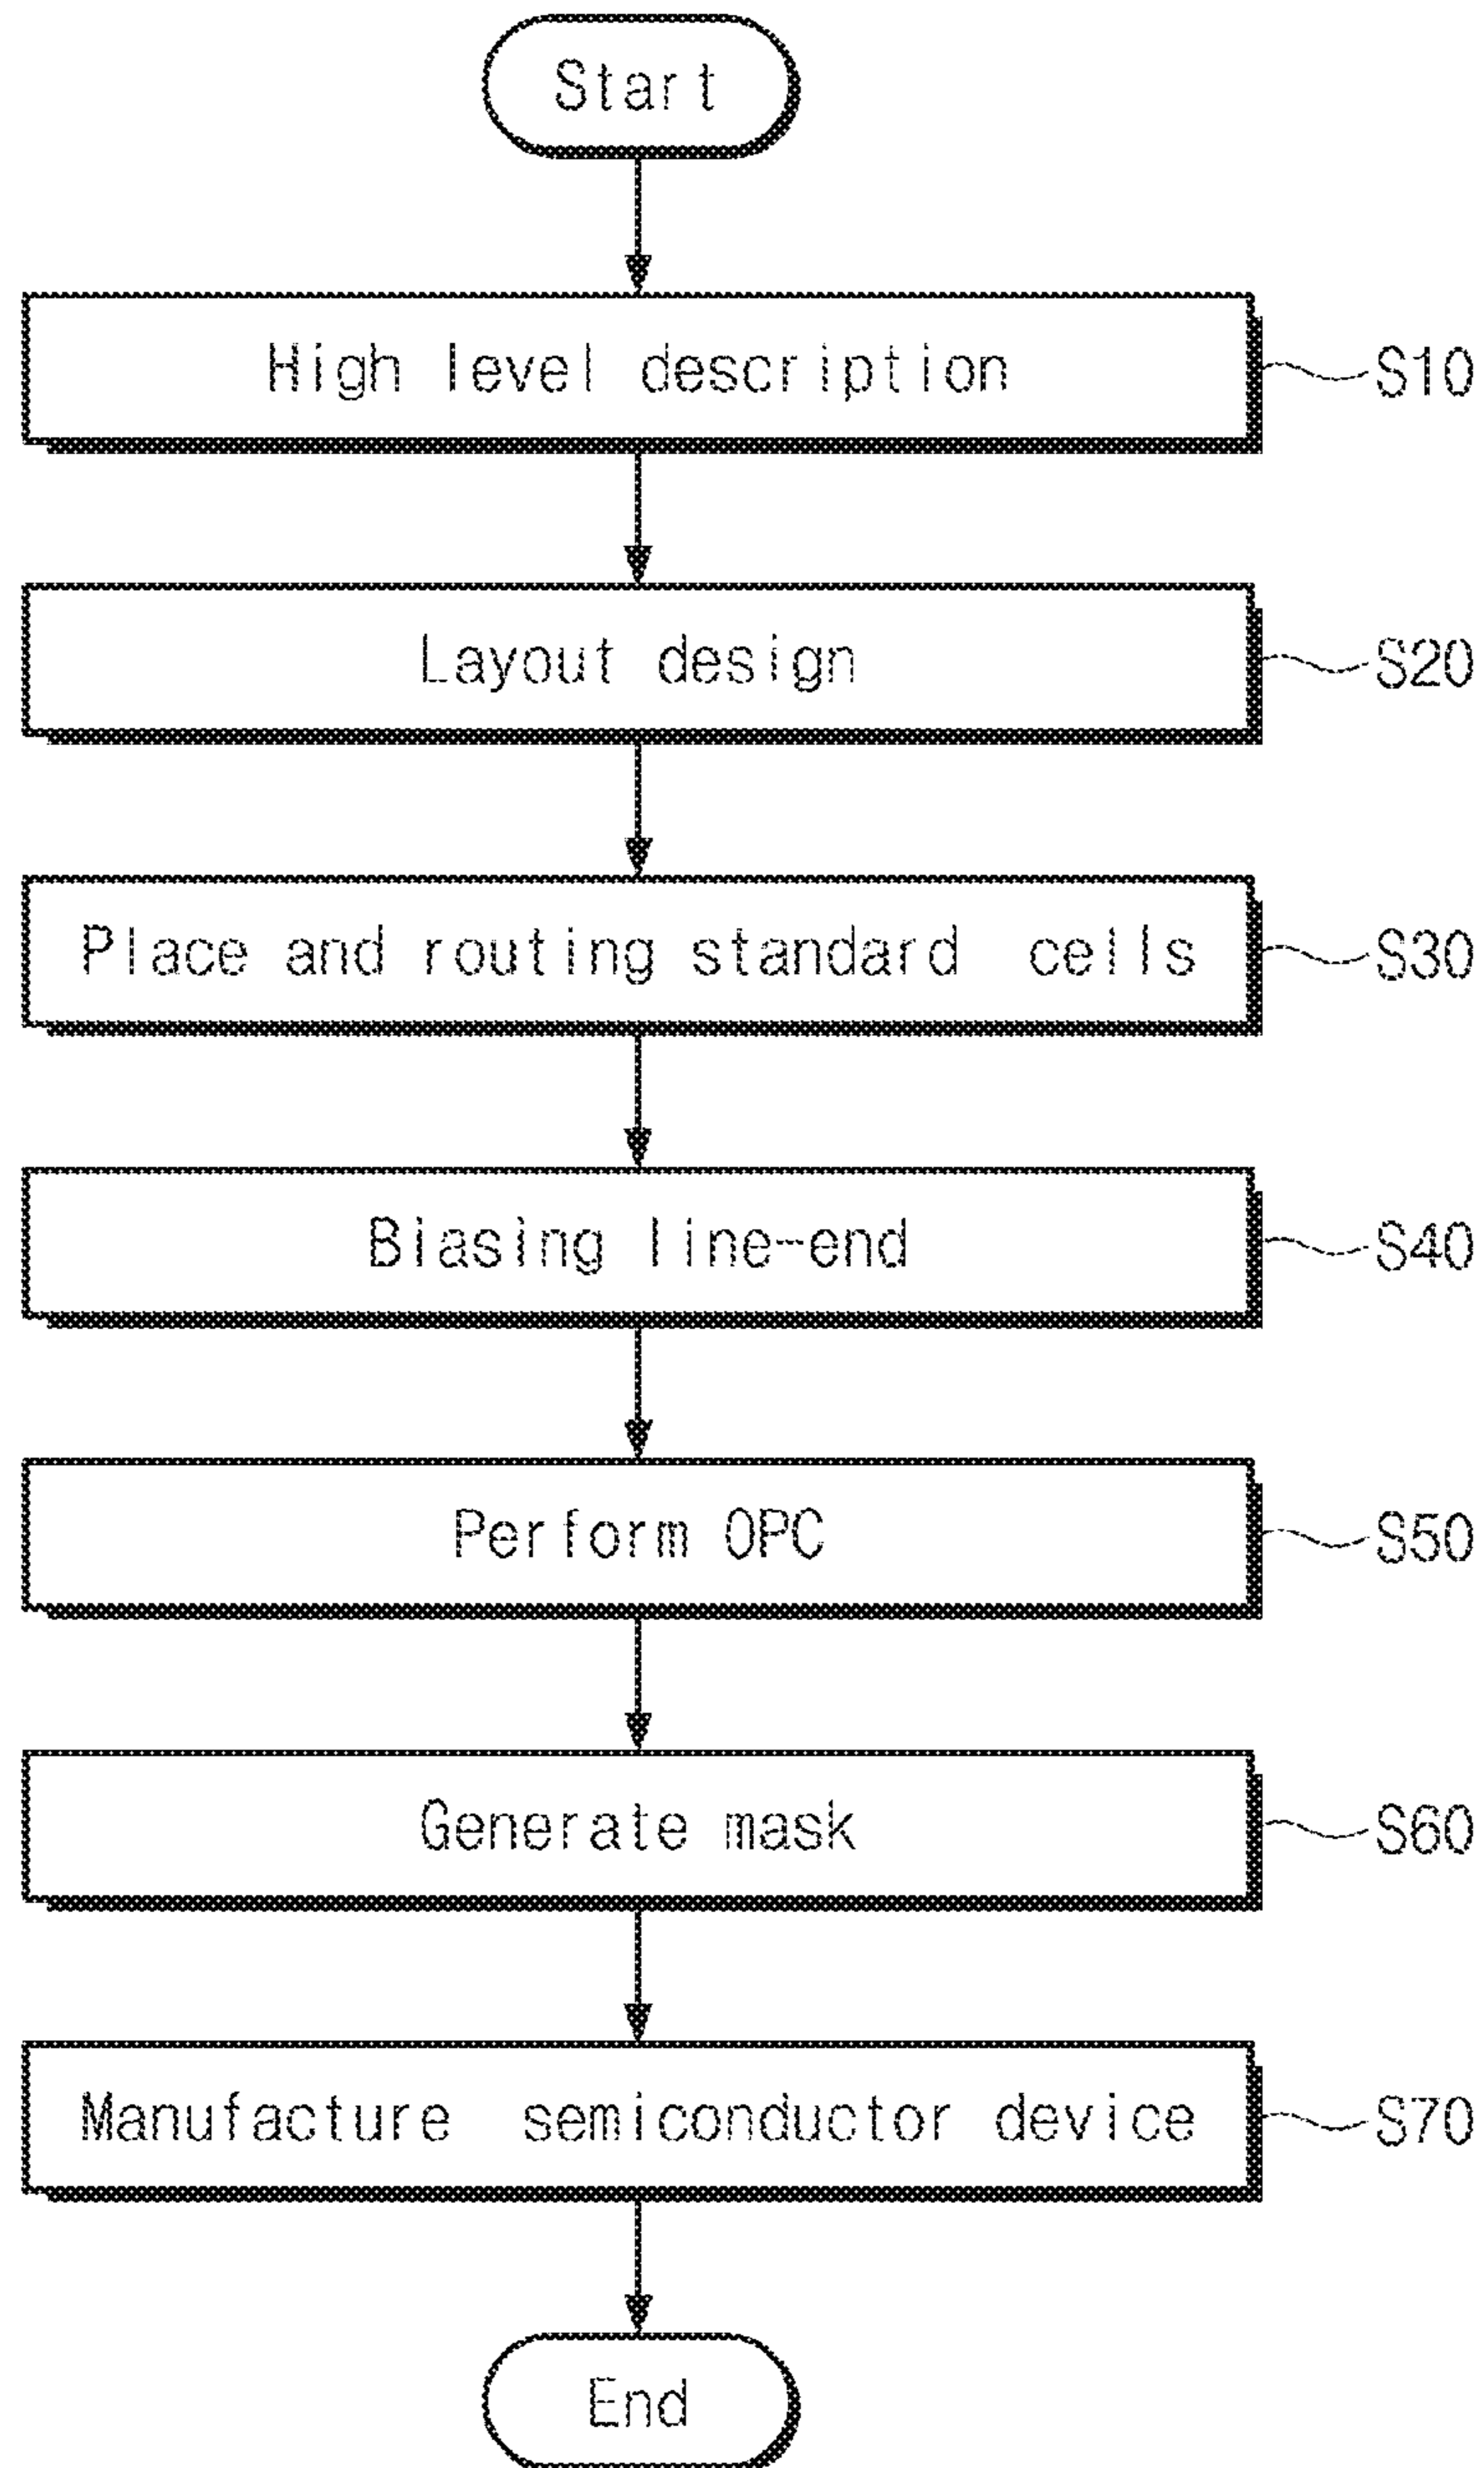 Start
High level description
S10
Layout design
S20
Place and routing standard cells
S30
Biasing line-end
S40
Perform OPC
S50
Generate mask
S60
Manufacture semiconductor device
S70
End